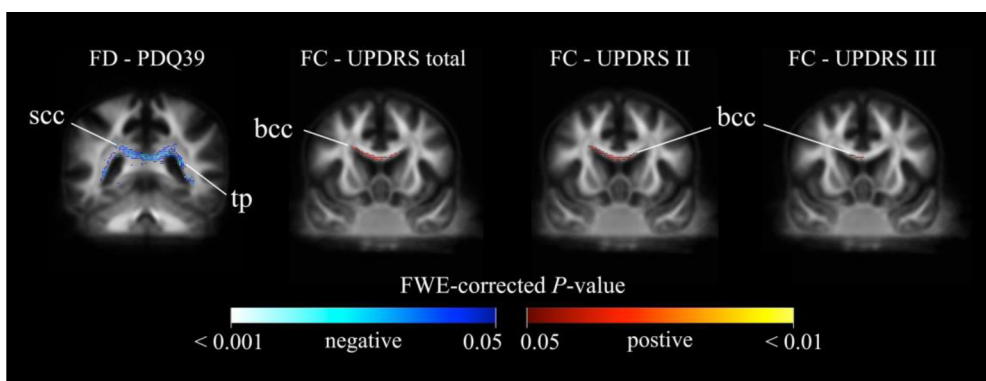 FD - PDQ39
FC - UPDRS total
FC - UPDRS II
FC - UPDRS III
scc
bcc
bcc
tp
FWE-corrected P-value
< 0.001
negative
0.05
0.05
postive
< 0.01